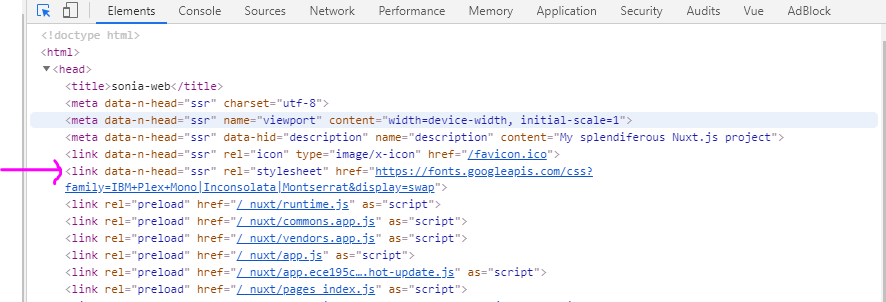 Elements Console Sources Network Performance Memory Application Security Audits Vue AdBlock
<!doctype html>
<html>
<head>
<title>sonia-web</title>
<meta data-n-head="ssr" charset="utf-8">
<meta data-n-head="ssr" name="viewport" content="width=device-width, initial-scale=1">
<meta data-n-head="ssr" data-hid="description" name="description" content="My splendiferous Nuxt.js project">
<link data-n-head="ssr" rel="icon" type="image/x-icon" href="/favicon.ico">
<link data-n-head="ssr" rel="stylesheet" href="https://fonts.googleapis.com/css?
family=IBM+Plex+Mono|Inconsolata|Montserrat&display=swap">
<link rel="preload" href="/_nuxt/runtime.js" as="script">
<link rel="preload" href="/_nuxt/commons.app.js" as="script">
<link rel="preload" href="/_nuxt/vendors.app.js" as="script">
<link rel="preload" href="/_nuxt/app.js" as="script">
<link rel="preload" href="/_nuxt/app.ece195c….hot-update.js" as="script">
<link rel="preload" href="/_nuxt/pages_index.js" as="script">